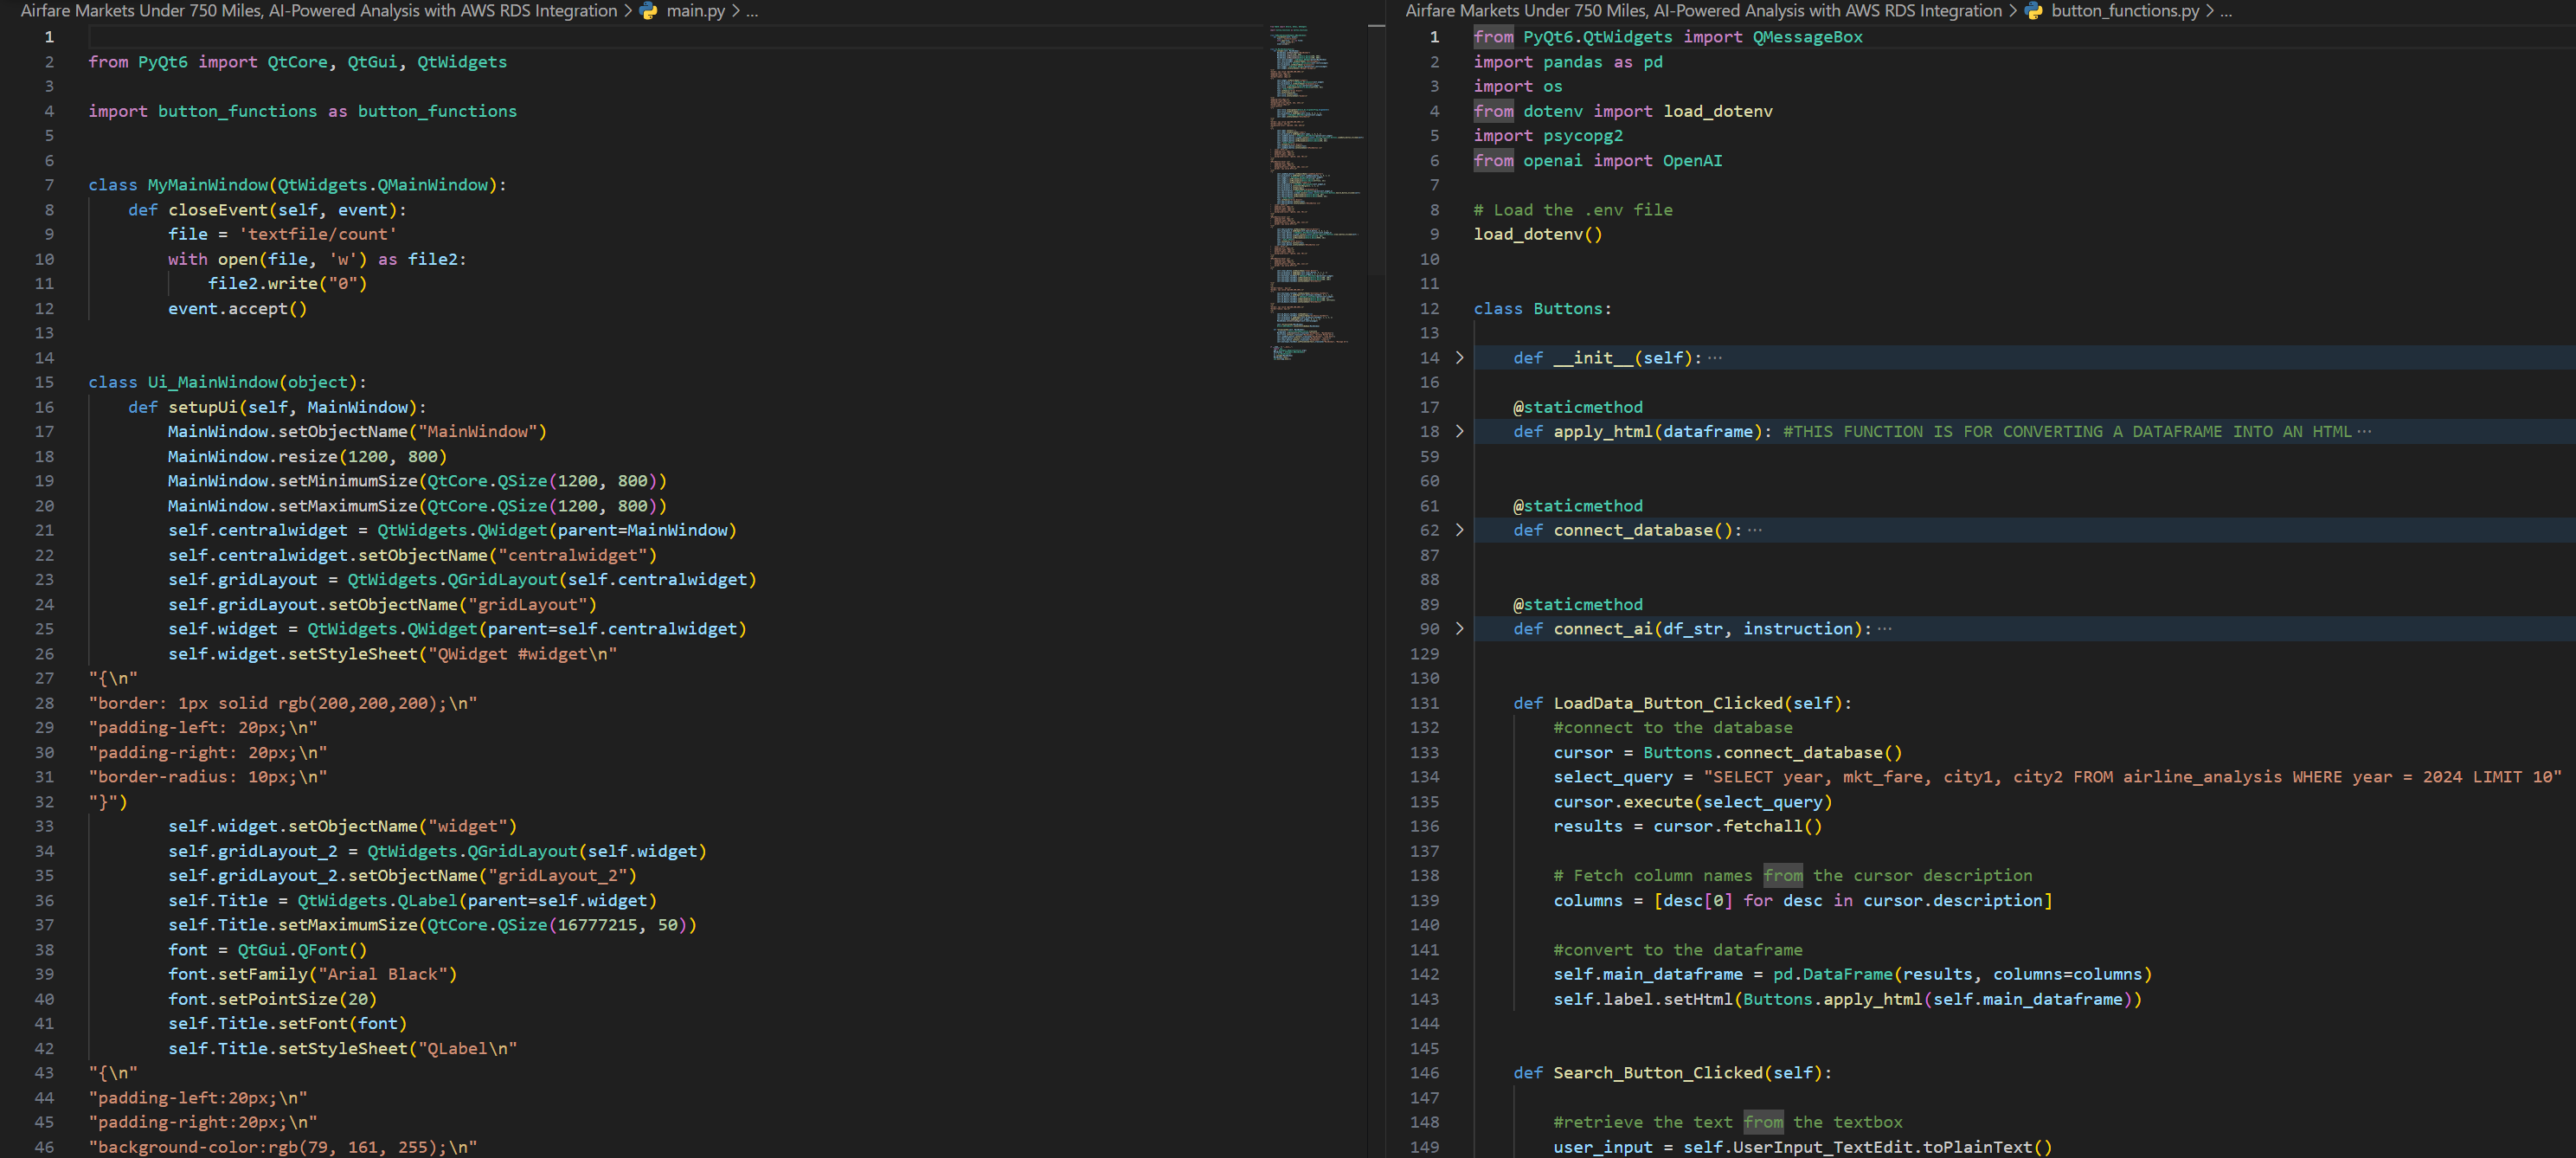 Airfare Markets Under 750 Miles, AI-Powered Analysis with AWS RDS Integration > main.py > ...
1
2 from PyQt6 import QtCore, QtGui, QtWidgets
3
4 import button_functions as button_functions
5
6
7 class MyMainWindow(QtWidgets.QMainWindow):
8     def closeEvent(self, event):
9         file = 'textfile/count'
10         with open(file, 'w') as file2:
11             file2.write("0")
12         event.accept()
13
14
15 class Ui_MainWindow(object):
16     def setupUi(self, MainWindow):
17         MainWindow.setObjectName("MainWindow")
18         MainWindow.resize(1200, 800)
19         MainWindow.setMinimumSize(QtCore.QSize(1200, 800))
20         MainWindow.setMaximumSize(QtCore.QSize(1200, 800))
21         self.centralwidget = QtWidgets.QWidget(parent=MainWindow)
22         self.centralwidget.setObjectName("centralwidget")
23         self.gridLayout = QtWidgets.QGridLayout(self.centralwidget)
24         self.gridLayout.setObjectName("gridLayout")
25         self.widget = QtWidgets.QWidget(parent=self.centralwidget)
26         self.widget.setStyleSheet("QWidget #widget\n"
27 "{\n"
28 "border: 1px solid rgb(200,200,200);\n"
29 "padding-left: 20px;\n"
30 "padding-right: 20px;\n"
31 "border-radius: 10px;\n"
32 "}")
33         self.widget.setObjectName("widget")
34         self.gridLayout_2 = QtWidgets.QGridLayout(self.widget)
35         self.gridLayout_2.setObjectName("gridLayout_2")
36         self.Title = QtWidgets.QLabel(parent=self.widget)
37         self.Title.setMaximumSize(QtCore.QSize(16777215, 50))
38         font = QtGui.QFont()
39         font.setFamily("Arial Black")
40         font.setPointSize(20)
41         self.Title.setFont(font)
42         self.Title.setStyleSheet("QLabel\n"
43 "{\n"
44 "padding-left:20px;\n"
45 "padding-right:20px;\n"
46 "background-color:rgb(79, 161, 255);\n"
Airfare Markets Under 750 Miles, AI-Powered Analysis with AWS RDS Integration > button_functions.py > ...
1 from PyQt6.QtWidgets import QMessageBox
2 import pandas as pd
3 import os
4 from dotenv import load_dotenv
5 import psycopg2
6 from openai import OpenAI
7
8 # Load the .env file
9 load_dotenv()
10
11
12 class Buttons:
13
14 >     def __init__(self): ...
16
17     @staticmethod
18 >     def apply_html(dataframe): #THIS FUNCTION IS FOR CONVERTING A DATAFRAME INTO AN HTML ...
59
60
61     @staticmethod
62 >     def connect_database(): ...
87
88
89     @staticmethod
90 >     def connect_ai(df_str, instruction): ...
129
130
131     def LoadData_Button_Clicked(self):
132         #connect to the database
133         cursor = Buttons.connect_database()
134         select_query = "SELECT year, mkt_fare, city1, city2 FROM airline_analysis WHERE year = 2024 LIMIT 10"
135         cursor.execute(select_query)
136         results = cursor.fetchall()
137
138         # Fetch column names from the cursor description
139         columns = [desc[0] for desc in cursor.description]
140
141         #convert to the dataframe
142         self.main_dataframe = pd.DataFrame(results, columns=columns)
143         self.label.setHtml(Buttons.apply_html(self.main_dataframe))
144
145
146     def Search_Button_Clicked(self):
147
148         #retrieve the text from the textbox
149         user_input = self.UserInput_TextEdit.toPlainText()